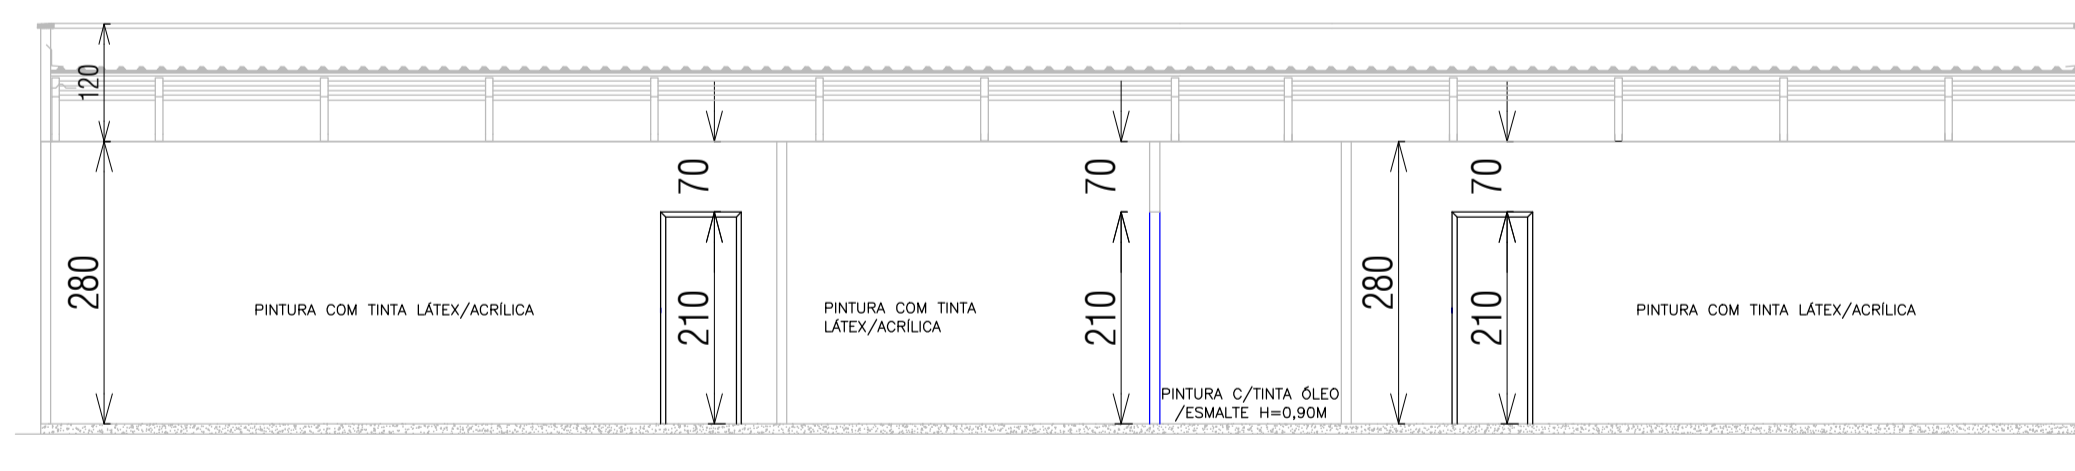 120
280
PINTURA COM TINTA LÁTEX/ACRÍLICA
70
210
PINTURA COM TINTA
LÁTEX/ACRÍLICA
70
210
PINTURA C/TINTA ÓLEO
/ESMALTE H=0,90M
280
70
210
PINTURA COM TINTA LÁTEX/ACRÍLICA